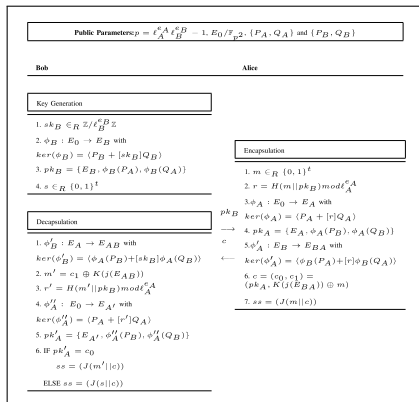 Public Parameters: p = ℓ_A^{e_A} ℓ_B^{e_B} − 1, E_0/𝔽_{p^2}, {P_A, Q_A} and {P_B, Q_B}
Bob
Key Generation
1. sk_B ∈_R ℤ/ℓ_B^{e_B} ℤ
2. ϕ_B : E_0 → E_B with
ker(ϕ_B) = ⟨P_B + [sk_B]Q_B⟩
3. pk_B = {E_B, ϕ_B(P_A), ϕ_B(Q_A)}
4. s ∈_R {0, 1}^t
Decapsulation
1. ϕ'_B : E_A → E_{AB} with
ker(ϕ'_B) = ⟨ϕ_A(P_B)+[sk_B]ϕ_A(Q_B)⟩
2. m' = c_1 ⊕ K(j(E_{AB}))
3. r' = H(m'||pk_B)modℓ_A^{e_A}
4. ϕ''_A : E_0 → E_{A'} with
ker(ϕ''_A) = ⟨P_A + [r']Q_A⟩
5. pk'_A = {E_{A'}, ϕ''_A(P_B), ϕ''_A(Q_B)}
6. IF pk'_A = c_0
ss = (J(m'||c))
ELSE ss = (J(s||c))
pk_B
→
c
←
Alice
Encapsulation
1. m ∈_R {0, 1}^t
2. r = H(m||pk_B)modℓ_A^{e_A}
3.ϕ_A : E_0 → E_A with
ker(ϕ_A) = ⟨P_A + [r]Q_A⟩
4. pk_A = {E_A, ϕ_A(P_B), ϕ_A(Q_B)}
5.ϕ'_A : E_B → E_{BA} with
ker(ϕ'_A) = ⟨ϕ_B(P_A)+[r]ϕ_B(Q_A)⟩
6. c = (c_0, c_1) =
(pk_A, K(j(E_{BA})) ⊕ m)
7. ss = (J(m||c))